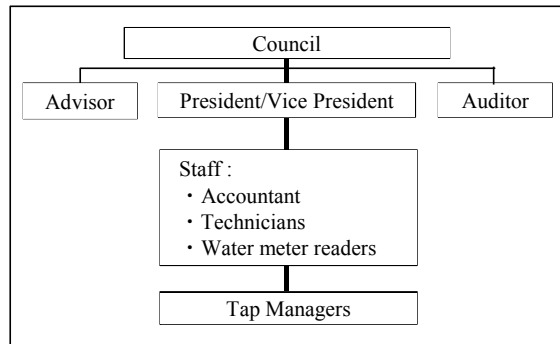 Council
Advisor
President/Vice President
Auditor
Staff :
・Accountant
・Technicians
・Water meter readers
Tap Managers